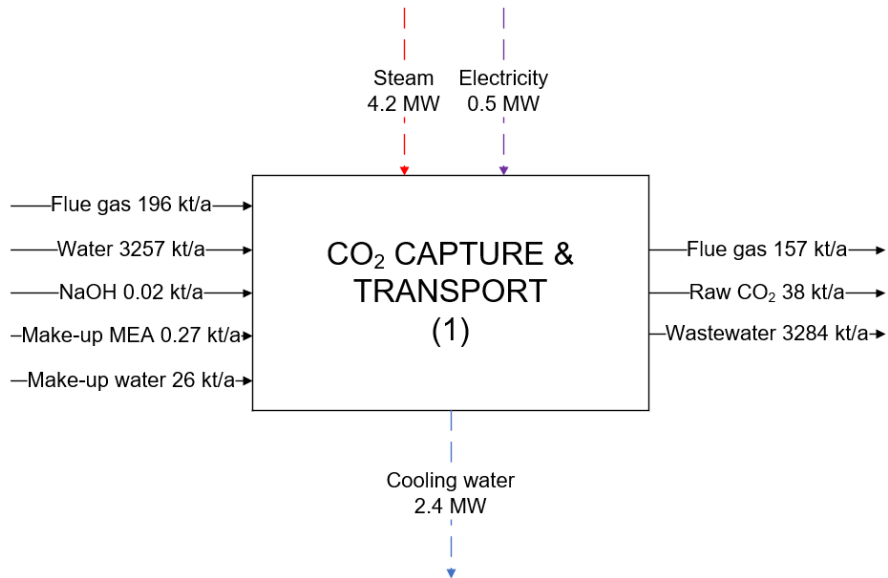 Steam
4.2 MW
Electricity
0.5 MW
Flue gas 196 kt/a
Water 3257 kt/a
NaOH 0.02 kt/a
Make-up MEA 0.27 kt/a
Make-up water 26 kt/a
CO₂ CAPTURE &
TRANSPORT
(1)
Flue gas 157 kt/a
Raw CO₂ 38 kt/a
Wastewater 3284 kt/a
Cooling water
2.4 MW